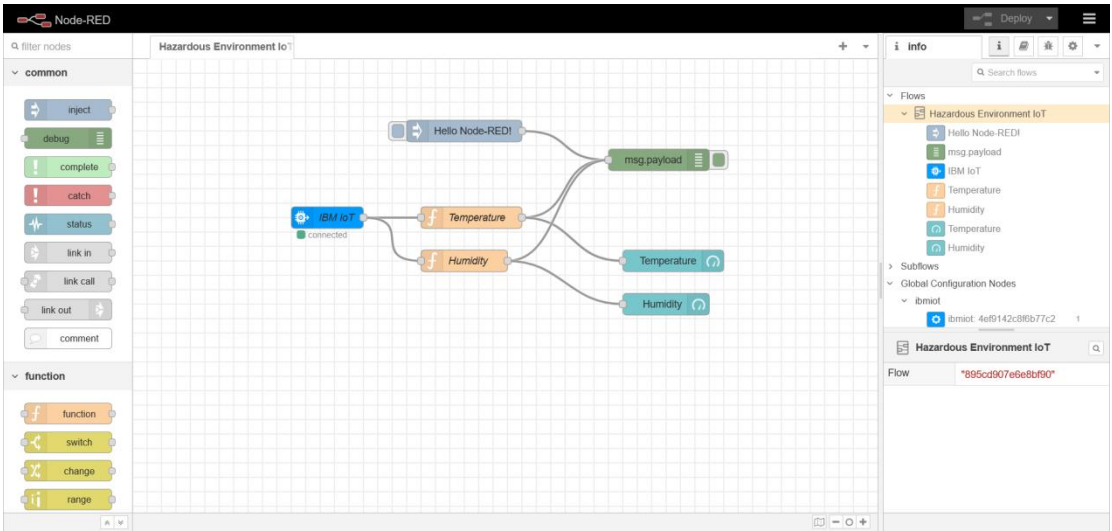 Node-RED
Deploy
filter nodes
Hazardous Environment IoT
i info
i
Search flows
common
inject
debug
complete
catch
status
link in
link call
link out
comment
function
function
switch
change
range
Hello Node-RED!
msg.payload
IBM IoT
connected
Temperature
Humidity
Temperature
Humidity
Flows
Hazardous Environment IoT
Hello Node-RED!
msg.payload
IBM IoT
Temperature
Humidity
Temperature
Humidity
Subflows
Global Configuration Nodes
ibmiot
ibmiot: 4ef9142c8f6b77c2 1
Hazardous Environment IoT
Flow "895cd907e6e8bf90"